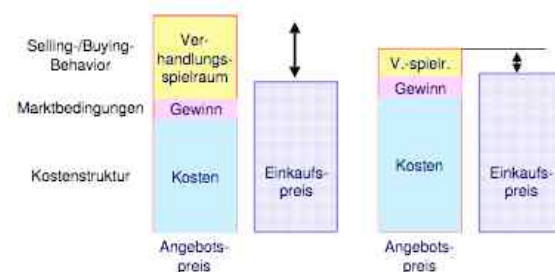 Selling-/Buying-
Behavior
Marktbedingungen
Kostenstruktur
Ver-
handlungs-
spielraum
Gewinn
Kosten
Angebots-
preis
Einkaufs-
preis
V.-spielr.
Gewinn
Kosten
Angebots-
preis
Einkaufs-
preis